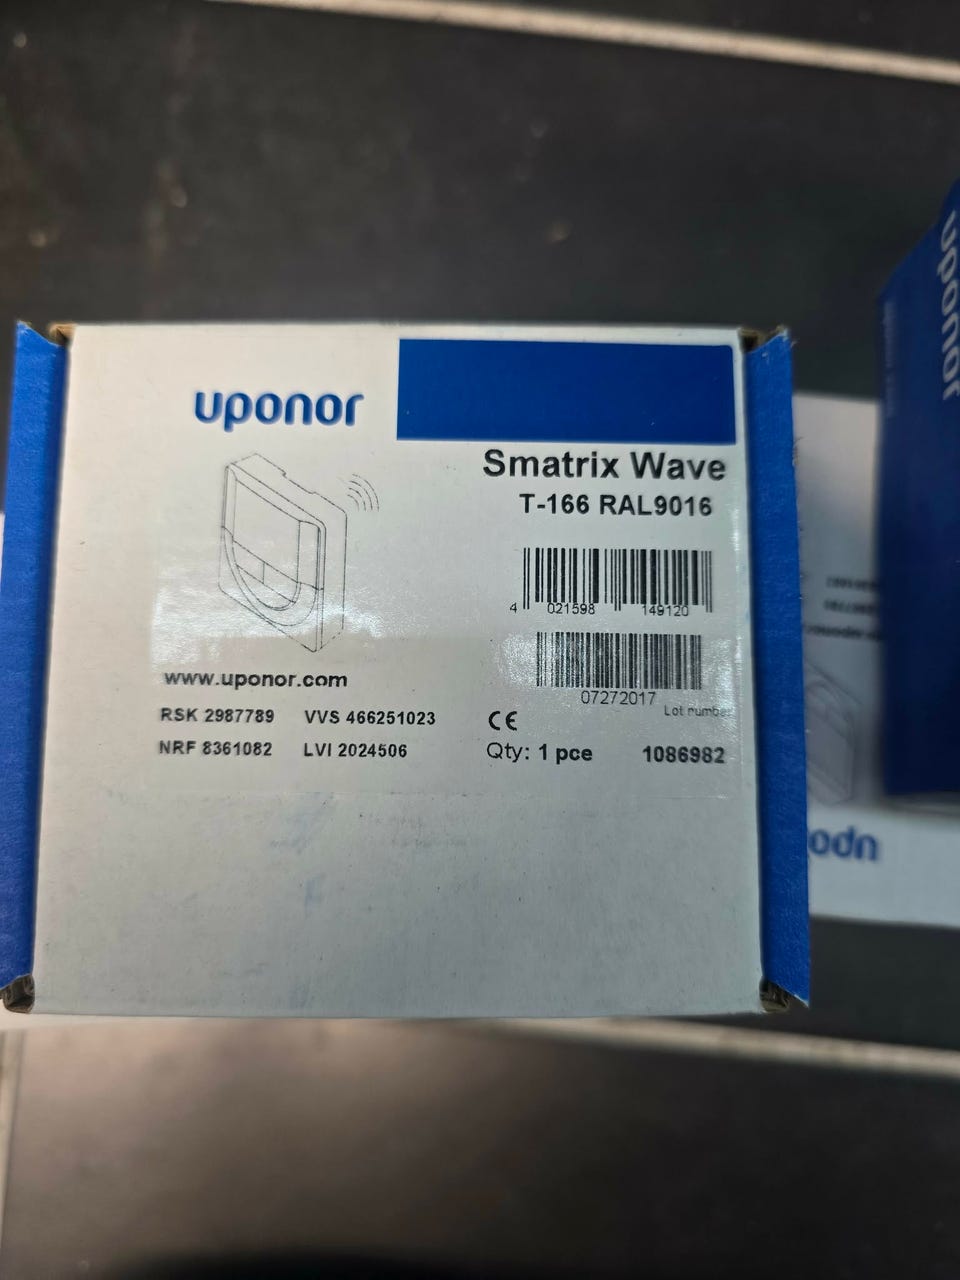 uponor
Smatrix Wave
T-166 RAL9016
4 021598 149120
07272017
Lot number
www.uponor.com
RSK 2987789 VVS 466251023
NRF 8361082 LVI 2024506
CE
Qty: 1 pce 1086982
uponor
upo